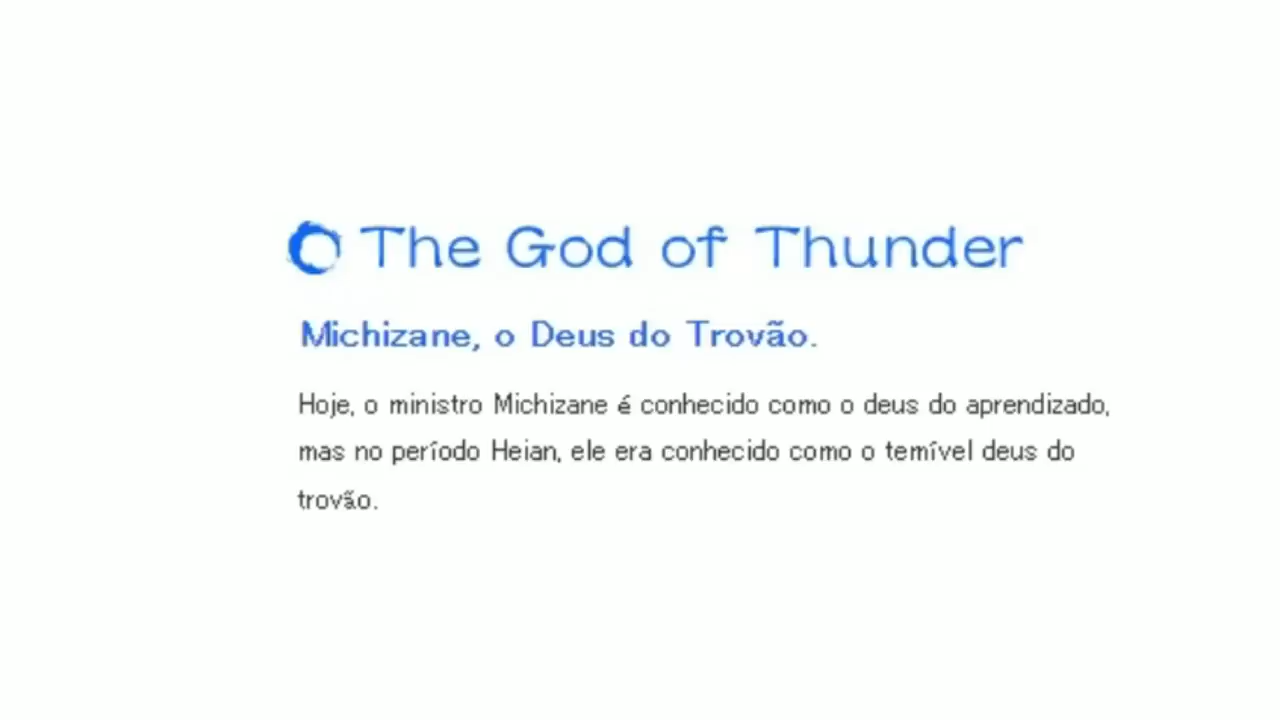 The God of Thunder
Michizane, o Deus do Trovão.
Hoje, o ministro Michizane é conhecido como o deus do aprendizado,
mas no período Heian, ele era conhecido como o temível deus do
trovão.